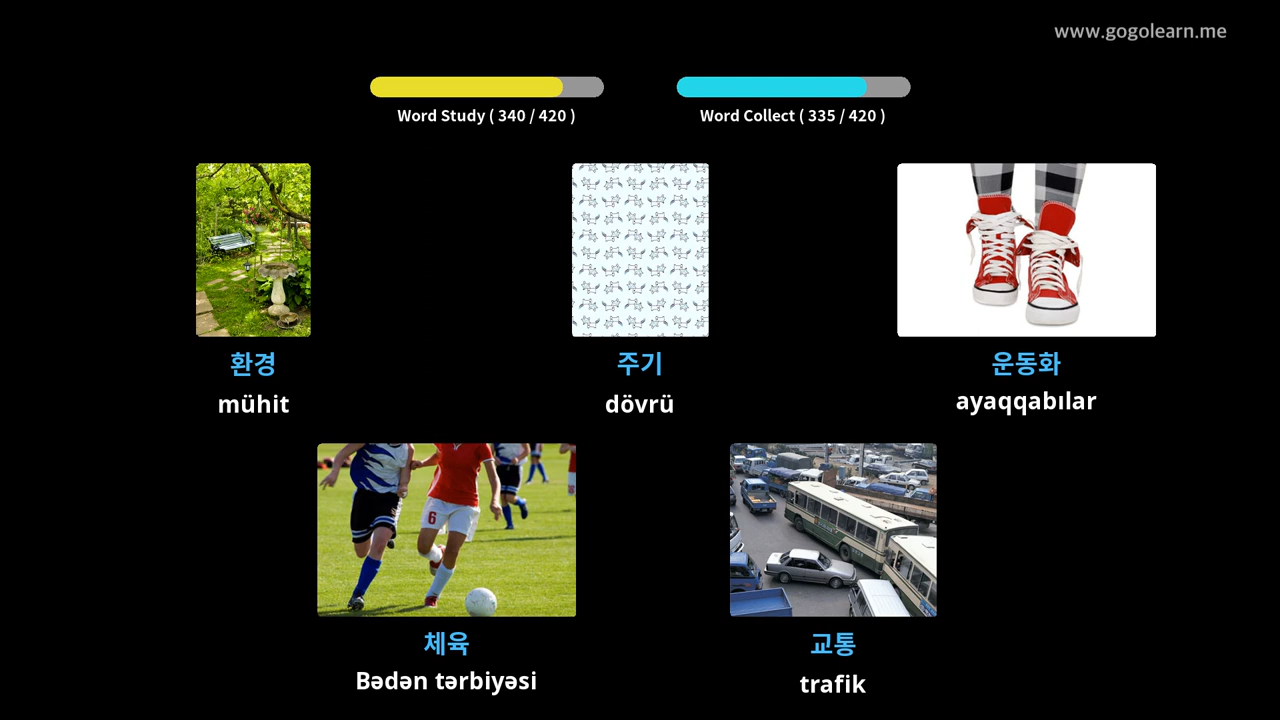 www.gogolearn.me
Word Study ( 340 / 420 )
Word Collect ( 335 / 420 )
환경
mühit
주기
dövrü
운동화
ayaqqabılar
6
체육
Bədən tərbiyəsi
교통
trafik